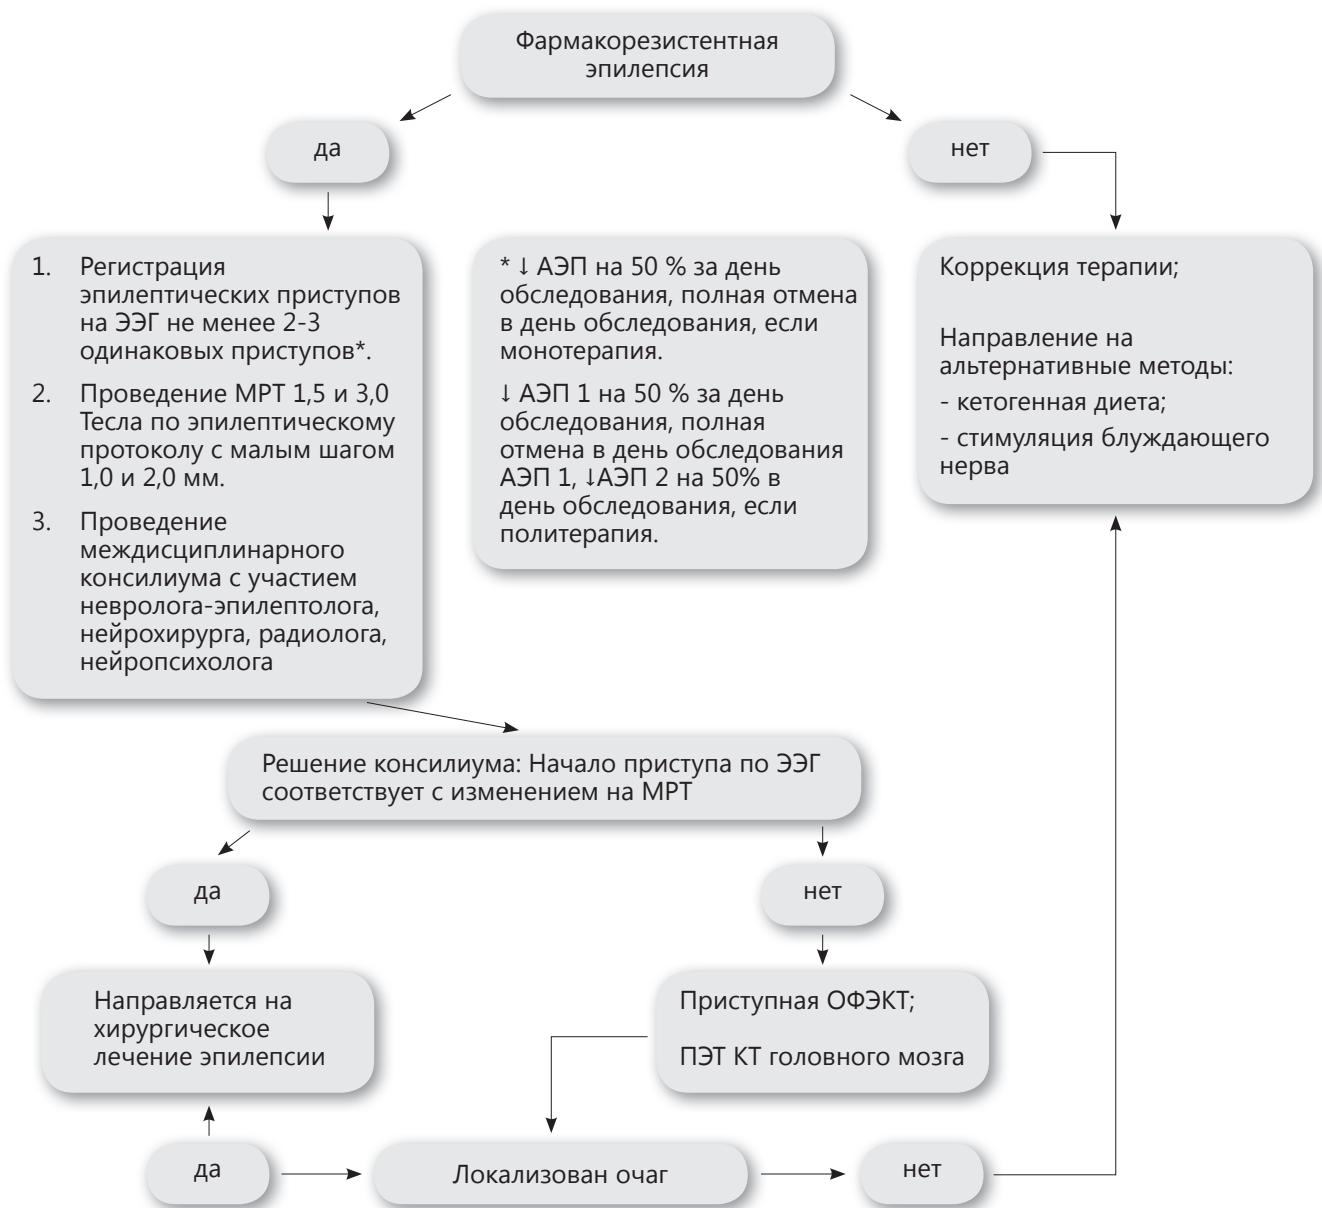 Фармакорезистентная
эпилепсия
да
нет
1. Регистрация
эпилептических приступов
на ЭЭГ не менее 2-3
одинаковых приступов*.
2. Проведение МРТ 1,5 и 3,0
Тесла по эпилептическому
протоколу с малым шагом
1,0 и 2,0 мм.
3. Проведение
междисциплинарного
консилиума с участием
невролога-эпилептолога,
нейрохирурга, радиолога,
нейропсихолога
* ↓ АЭП на 50 % за день
обследования, полная отмена
в день обследования, если
монотерапия.
↓ АЭП 1 на 50 % за день
обследования, полная
отмена в день обследования
АЭП 1, ↓АЭП 2 на 50% в
день обследования, если
политерапия.
Коррекция терапии;
Направление на
альтернативные методы:
- кетогенная диета;
- стимуляция блуждающего
нерва
Решение консилиума: Начало приступа по ЭЭГ
соответствует с изменением на МРТ
да
нет
Направляется на
хирургическое
лечение эпилепсии
Приступная ОФЭКТ;
ПЭТ КТ головного мозга
да
Локализован очаг
нет